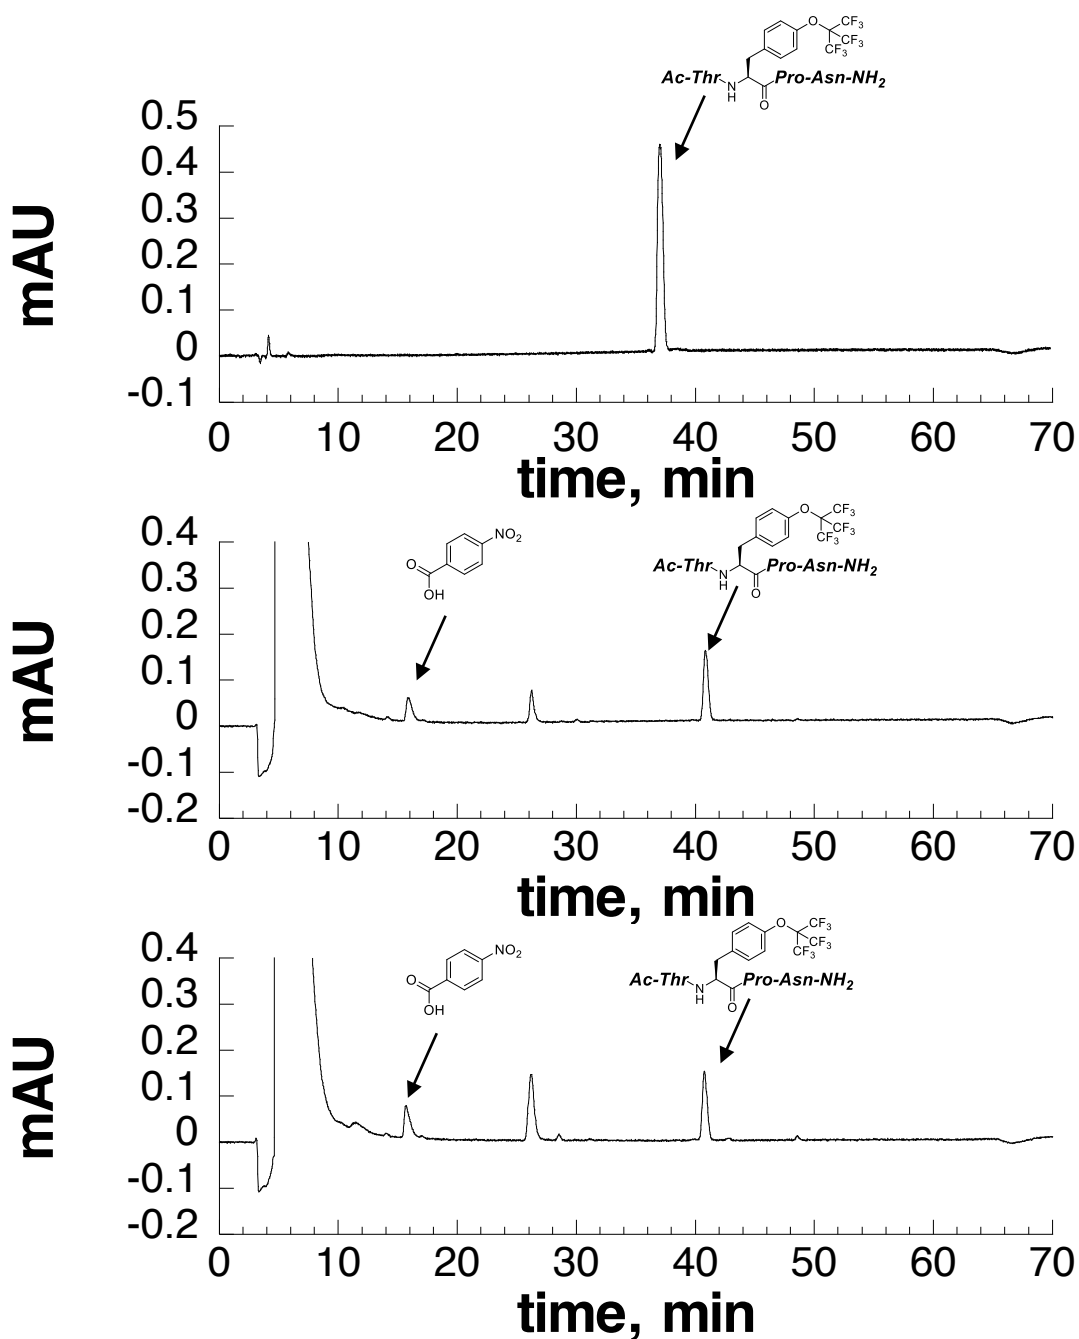 O CF3
CF3
CF3
Ac-Thr N H O Pro-Asn-NH2
mAU
0.5
0.4
0.3
0.2
0.1
0
-0.1
0 10 20 30 40 50 60 70
time, min
NO2
O
OH
O CF3
CF3
CF3
Ac-Thr N H O Pro-Asn-NH2
mAU
0.4
0.3
0.2
0.1
0
-0.1
-0.2
0 10 20 30 40 50 60 70
time, min
NO2
O
OH
O CF3
CF3
CF3
Ac-Thr N H O Pro-Asn-NH2
mAU
0.4
0.3
0.2
0.1
0
-0.1
-0.2
0 10 20 30 40 50 60 70
time, min